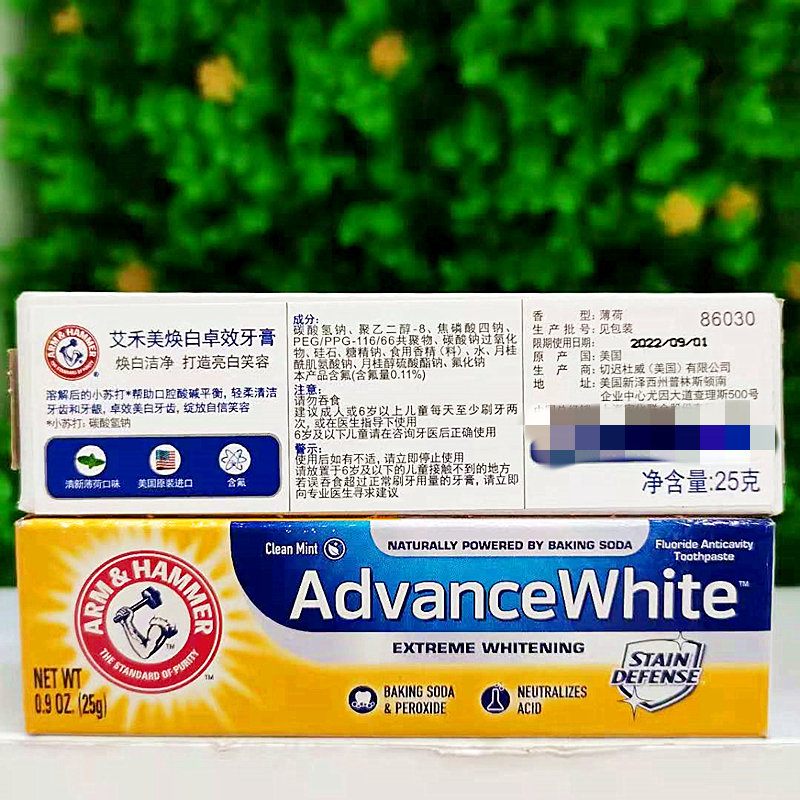 ARM & HAMMER
艾禾美焕白卓效牙膏
焕白洁净 打造亮白笑容
溶解后的小苏打*帮助口腔酸碱平衡，轻柔清洁
牙齿和牙龈，卓效美白牙齿，绽放自信笑容
*小苏打：碳酸氢钠
清新薄荷口味
美国原装进口
含氟
成分：
碳酸氢钠、聚乙二醇-8、焦磷酸四钠、
PEG/PPG-116/66共聚物、碳酸钠过氧化
物、硅石、糖精钠、食用香精（料）、水、月桂
酰肌氨酸钠、月桂醇硫酸酯钠、氟化钠
本产品含氟(含氟量0.11%)
注意：
请勿吞食
建议成人或6岁以上儿童每天至少刷牙两
次，或在医生指导下使用
6岁及以下儿童请在咨询牙医后正确使用
警示：
使用后如有不适，请立即停止使用
请放置于6岁及以下的儿童接触不到的地方
若误吞食超过正常刷牙用量的牙膏，请立即
向专业医生寻求建议
香 型：薄荷
86030
生产批号：见包装
限期使用日期：2022/09/01
原 产 国：美国
生 产 商：切迟杜威（美国）有限公司
地 址：美国新泽西州普林斯顿南
企业中心尤因大道查理斯500号
净含量:25克
Clean Mint
NATURALLY POWERED BY BAKING SODA
Fluoride Anticavity
Toothpaste
ARM & HAMMER
THE STANDARD OF PURITY
TM
TM
AdvanceWhite™
EXTREME WHITENING
STAIN
DEFENSE
NET WT
0.9 OZ. (25g)
BAKING SODA
& PEROXIDE
NEUTRALIZES
ACID